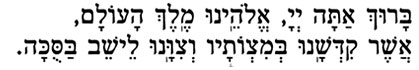 בָּרוּךְ אַתָּה יְיָ, אֱלֹהֵֽינוּ מֶֽלֶךְ הָעוֹלָם,
אֲשֶׁר קִדְּשָֽׁנוּ בְּמִצְוֹתָיו וְצִוָּֽנוּ לֵישֵׁב בַּסֻּכָּה.